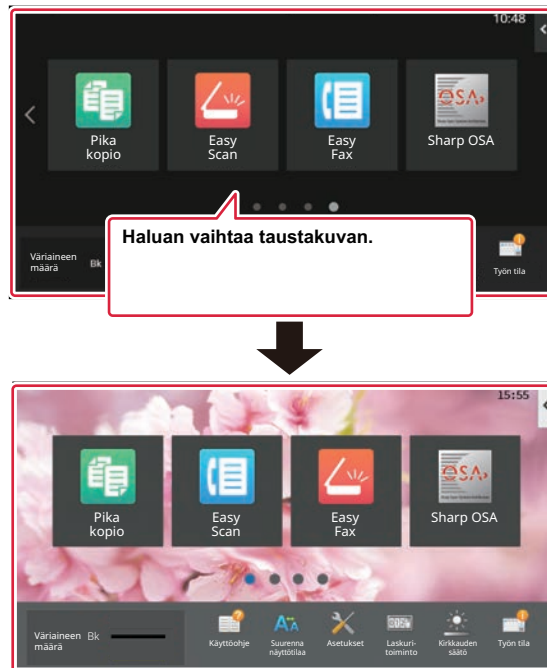 10:48
Pika
kopio
Easy
Scan
Easy
Fax
Sharp OSA
OSA
Haluan vaihtaa taustakuvan.
Väriaineen
määrä
Bk
Työn tila
15:55
Pika
kopio
Easy
Scan
Easy
Fax
Sharp OSA
OSA
Väriaineen
määrä
Bk
Käyttöohje
Suurenna
näyttötilaa
Asetukset
Laskuri-
toiminto
Kirkkauden
säätö
Työn tila